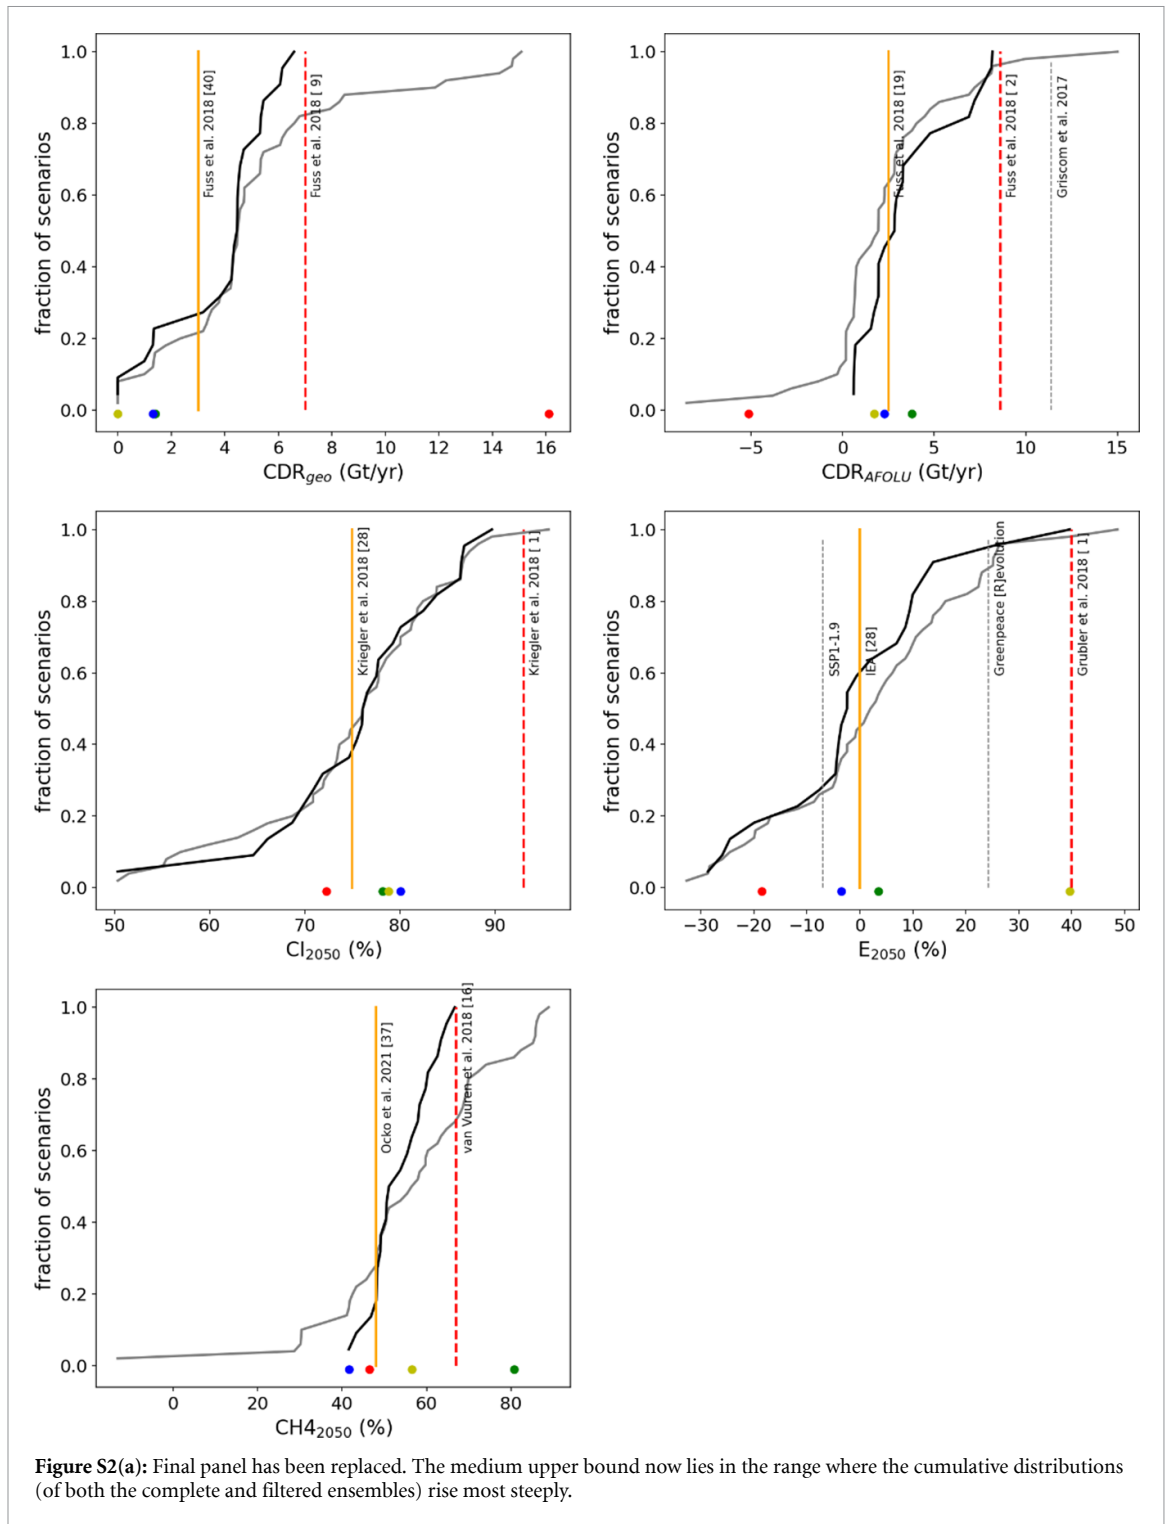 1.0
0.8
0.6
0.4
0.2
0.0
fraction of scenarios
Fuss et al. 2018 [40]
Fuss et al. 2018 [ 9]
0 2 4 6 8 10 12 14 16
CDRgeo (Gt/yr)
1.0
0.8
0.6
0.4
0.2
0.0
fraction of scenarios
Fuss et al. 2018 [19]
Fuss et al. 2018 [ 2]
Griscom et al. 2017
−5 0 5 10 15
CDRAFOLU (Gt/yr)
1.0
0.8
0.6
0.4
0.2
0.0
fraction of scenarios
Kriegler et al. 2018 [28]
Kriegler et al. 2018 [ 1]
50 60 70 80 90
CI2050 (%)
1.0
0.8
0.6
0.4
0.2
0.0
fraction of scenarios
SSP1-1.9
IEA [28]
Greenpeace [R]evolution
Grubler et al. 2018 [ 1]
−30 −20 −10 0 10 20 30 40 50
E2050 (%)
1.0
0.8
0.6
0.4
0.2
0.0
fraction of scenarios
Ocko et al. 2021 [37]
van Vuuren et al. 2018 [16]
0 20 40 60 80
CH42050 (%)
Figure S2(a): Final panel has been replaced. The medium upper bound now lies in the range where the cumulative distributions
(of both the complete and filtered ensembles) rise most steeply.